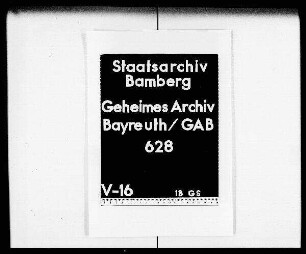 Staatsarchiv
Bamberg
Geheimes Archiv
Bayreuth/GAB
628
V-16 18 GS